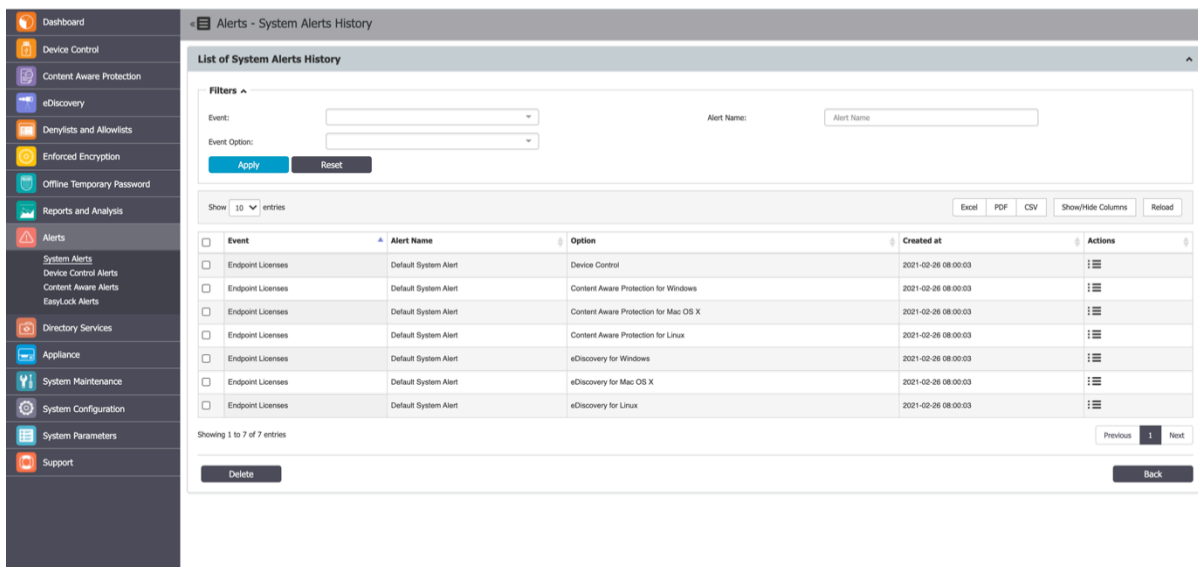 Dashboard
Device Control
Content Aware Protection
eDiscovery
Denylists and Allowlists
Enforced Encryption
Offline Temporary Password
Reports and Analysis
Alerts
System Alerts
Device Control Alerts
Content Aware Alerts
EasyLock Alerts
Directory Services
Appliance
System Maintenance
System Configuration
System Parameters
Support
Alerts - System Alerts History
List of System Alerts History
Filters
Event: Alert Name: Alert Name
Event Option:
Apply Reset
Show 10 entries Excel PDF CSV Show/Hide Columns Reload
Event Alert Name Option Created at Actions
Endpoint Licenses Default System Alert Device Control 2021-02-26 08:00:03
Endpoint Licenses Default System Alert Content Aware Protection for Windows 2021-02-26 08:00:03
Endpoint Licenses Default System Alert Content Aware Protection for Mac OS X 2021-02-26 08:00:03
Endpoint Licenses Default System Alert Content Aware Protection for Linux 2021-02-26 08:00:03
Endpoint Licenses Default System Alert eDiscovery for Windows 2021-02-26 08:00:03
Endpoint Licenses Default System Alert eDiscovery for Mac OS X 2021-02-26 08:00:03
Endpoint Licenses Default System Alert eDiscovery for Linux 2021-02-26 08:00:03
Showing 1 to 7 of 7 entries Previous 1 Next
Delete Back